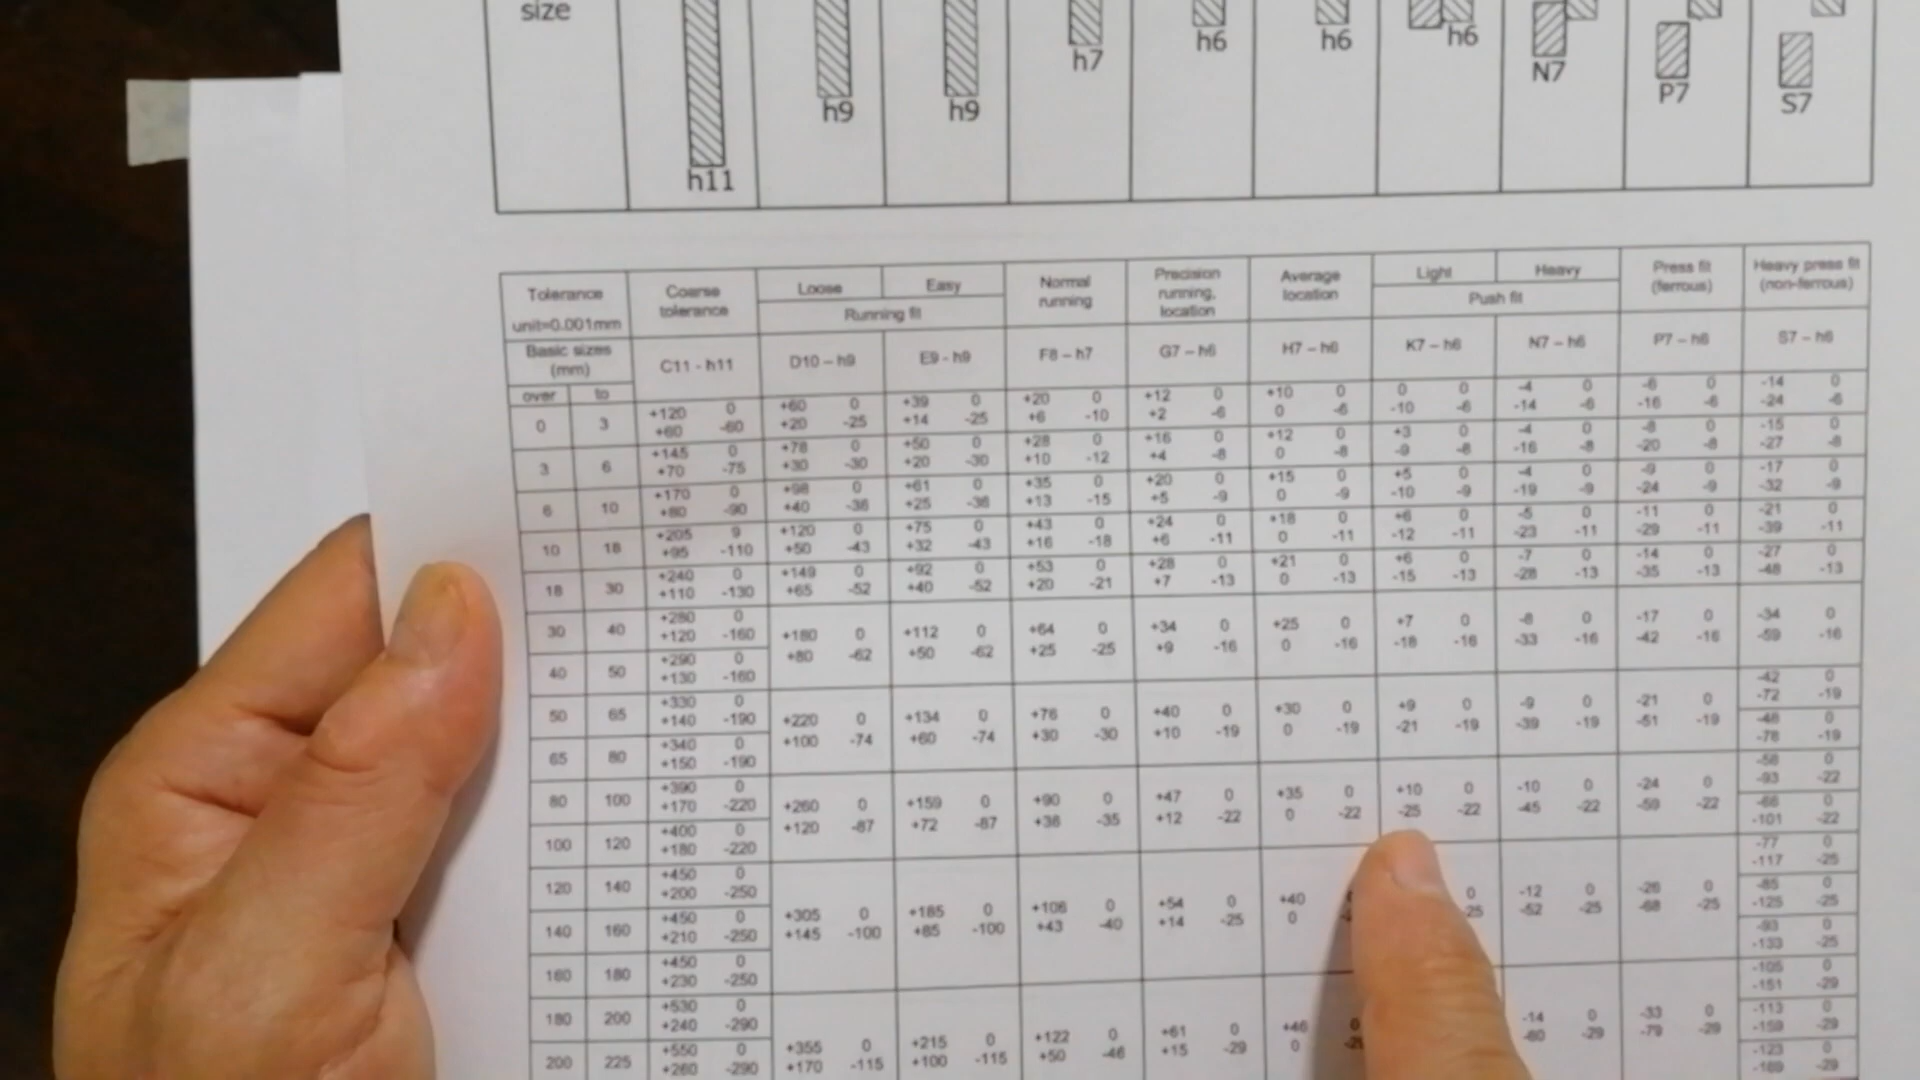 size
h11 h9 h9 h7 h6 h6 h6 N7 P7 S7
Tolerance Coarse Loose Easy Normal Precision Average Light Heavy Press fit Heavy press fit
unit=0.001mm tolerance Running fit running running, location Push fit (ferrous) (non-ferrous)
location
Basic sizes C11 - h11 D10 – h9 E9 - h9 F8 – h7 G7 – h6 H7 – h6 K7 – h6 N7 – h6 P7 – h6 S7 – h6
(mm)
over to
0 3 +120 0 +60 0 +39 0 +20 0 +12 0 +10 0 0 0 -4 0 -6 0 -14 0
+60 -60 +20 -25 +14 -25 +6 -10 +2 -6 0 -6 -10 -6 -14 -6 -16 -6 -24 -6
3 6 +145 0 +78 0 +50 0 +28 0 +16 0 +12 0 +3 0 -4 0 -8 0 -15 0
+70 -75 +30 -30 +20 -30 +10 -12 +4 -8 0 -8 -9 -8 -16 -8 -20 -8 -27 -8
6 10 +170 0 +98 0 +61 0 +35 0 +20 0 +15 0 +5 0 -4 0 -9 0 -17 0
+80 -90 +40 -36 +25 -36 +13 -15 +5 -9 0 -9 -10 -9 -19 -9 -24 -9 -32 -9
10 18 +205 9 +120 0 +75 0 +43 0 +24 0 +18 0 +6 0 -5 0 -11 0 -21 0
+95 -110 +50 -43 +32 -43 +16 -18 +6 -11 0 -11 -12 -11 -23 -11 -29 -11 -39 -11
18 30 +240 0 +149 0 +92 0 +53 0 +28 0 +21 0 +6 0 -7 0 -14 0 -27 0
+110 -130 +65 -52 +40 -52 +20 -21 +7 -13 0 -13 -15 -13 -28 -13 -35 -13 -48 -13
30 40 +280 0
+120 -160 +180 0 +112 0 +64 0 +34 0 +25 0 +7 0 -8 0 -17 0 -34 0
40 50 +290 0 +80 -62 +50 -62 +25 -25 +9 -16 0 -16 -18 -16 -33 -16 -42 -16 -59 -16
+130 -160
50 65 +330 0 -42 0
+140 -190 +220 0 +134 0 +76 0 +40 0 +30 0 +9 0 -9 0 -21 0 -72 -19
65 80 +340 0 +100 -74 +60 -74 +30 -30 +10 -19 0 -19 -21 -19 -39 -19 -51 -19 -48 0
+150 -190 -78 -19
80 100 +390 0 -58 0
+170 -220 +260 0 +159 0 +90 0 +47 0 +35 0 +10 0 -10 0 -24 0 -93 -22
100 120 +400 0 +120 -87 +72 -87 +36 -35 +12 -22 0 -22 -25 -22 -45 -22 -59 -22 -66 0
+180 -220 -101 -22
120 140 +450 0 -77 0
+200 -250 -117 -25
140 160 +450 0 +305 0 +185 0 +106 0 +54 0 +40 0 0 -12 0 -26 0 -85 0
+210 -250 +145 -100 +85 -100 +43 -40 +14 -25 0 25 -52 -25 -68 -25 -125 -25
160 180 +450 0 -93 0
+230 -250 -133 -25
180 200 +530 0 -105 0
+240 -290 -151 -29
200 225 +550 0 +355 0 +215 0 +122 0 +61 0 +46 0 -14 0 -33 0 -113 0
+260 -290 +170 -115 +100 -115 +50 -46 +15 -29 0 -60 -29 -79 -29 -159 -29
-123 0
-169 -29